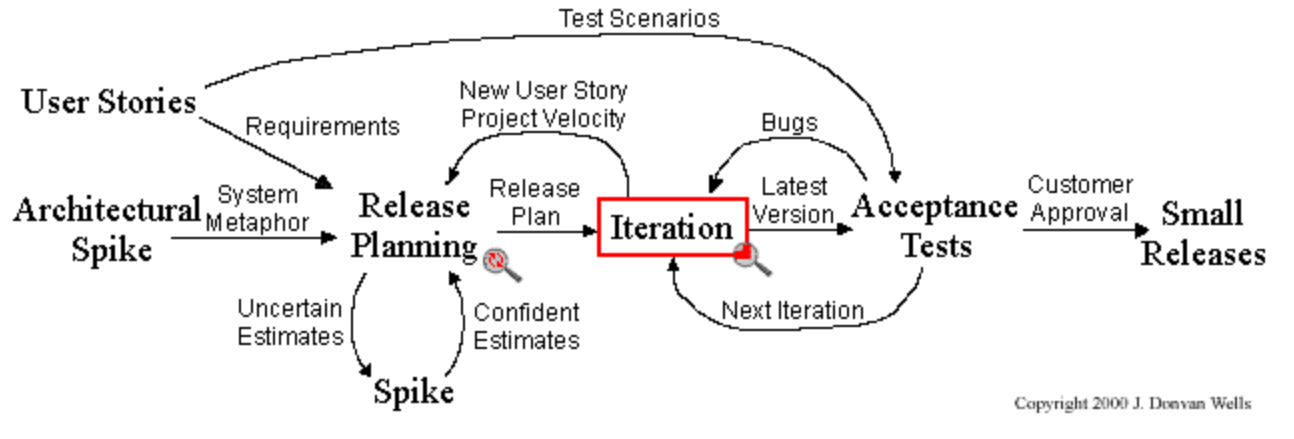 Test Scenarios
User Stories
New User Story
Project Velocity
Bugs
Requirements
Architectural
Spike
System
Metaphor
Release
Planning
Release
Plan
Iteration
Latest
Version
Acceptance
Tests
Customer
Approval
Small
Releases
Uncertain
Estimates
Confident
Estimates
Next Iteration
Spike
Copyright 2000 J. Donvan Wells